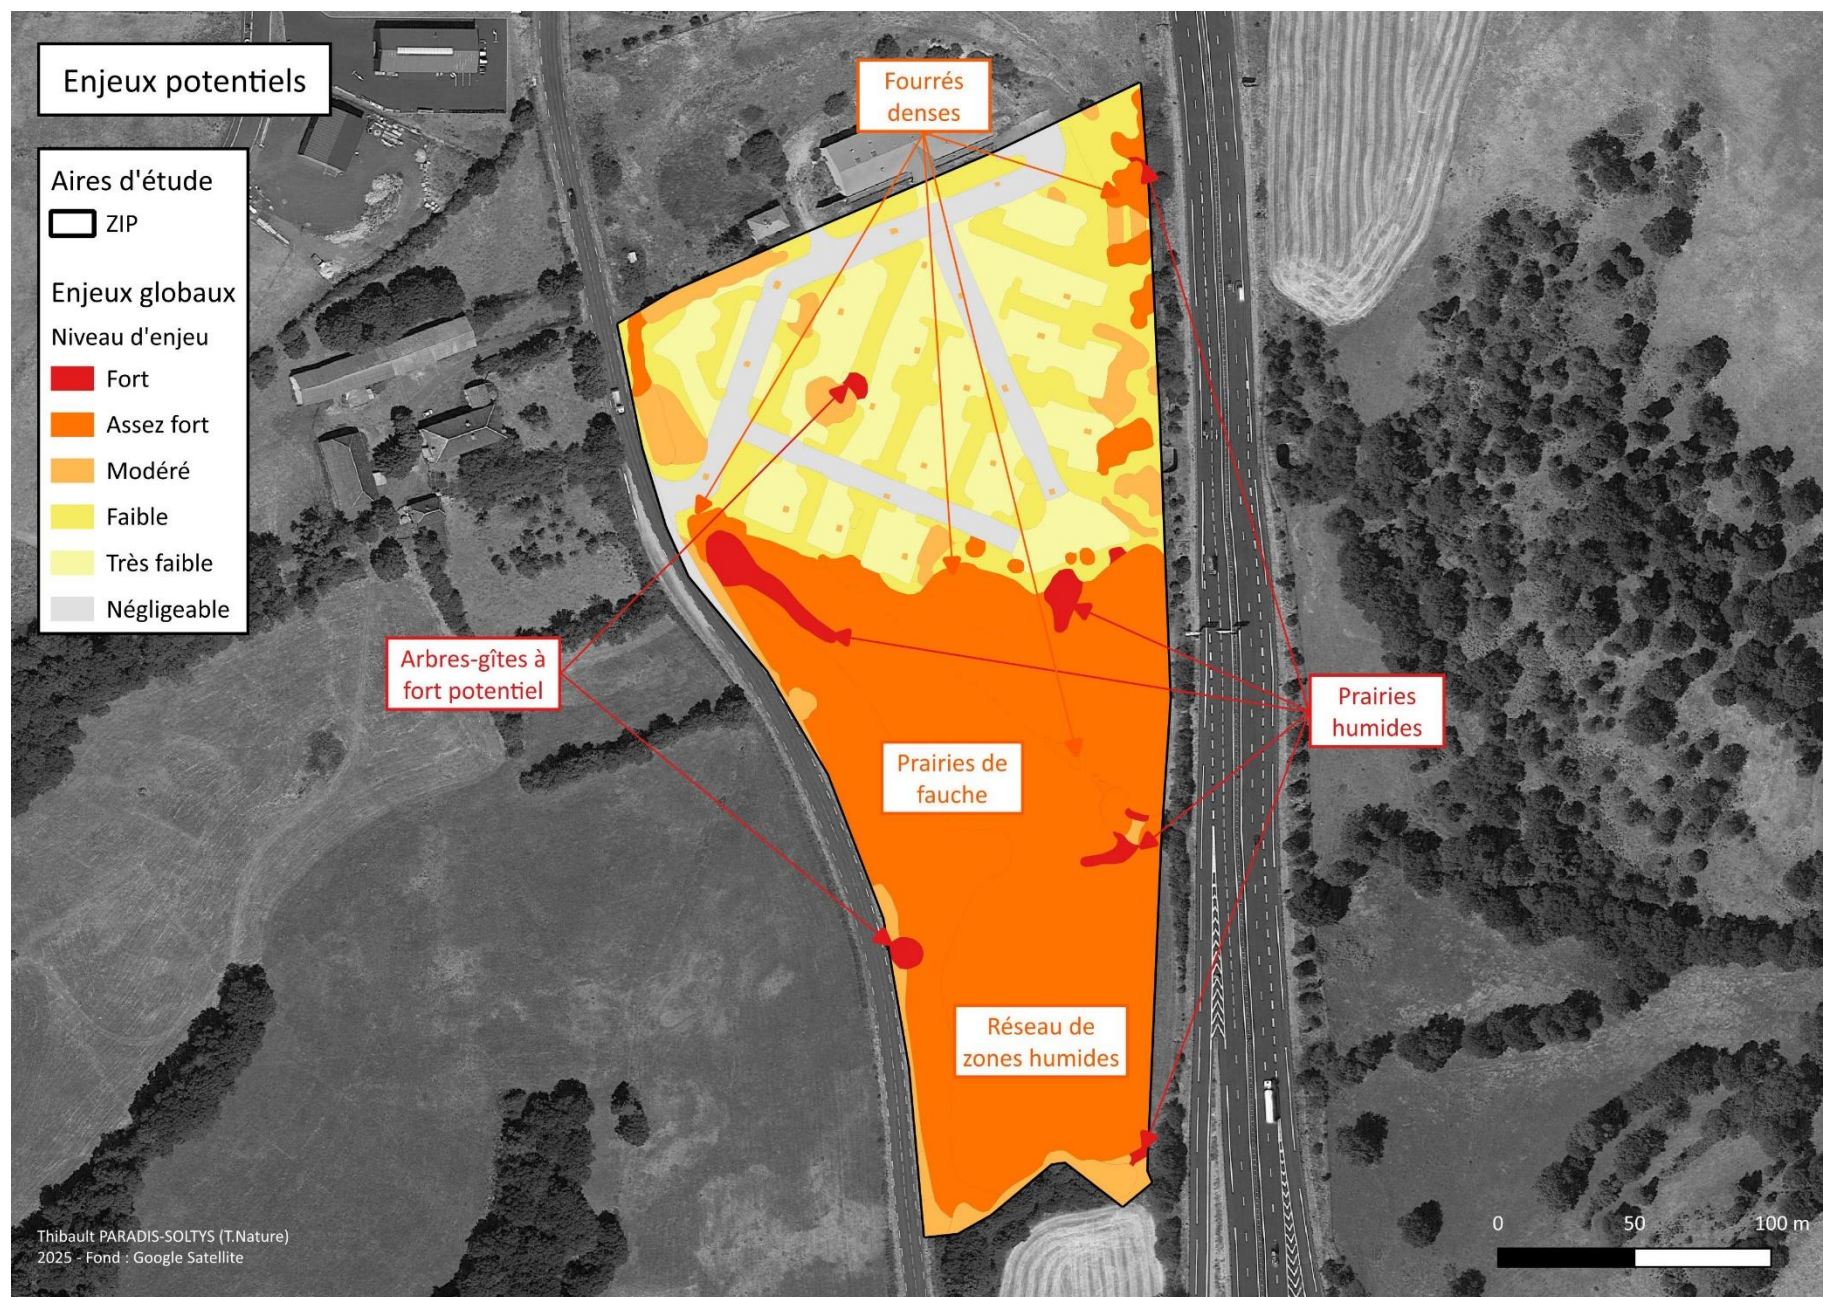 Enjeux potentiels
Aires d'étude
ZIP
Enjeux globaux
Niveau d'enjeu
Fort
Assez fort
Modéré
Faible
Très faible
Négligeable
Fourrés
denses
Arbres-gîtes à
fort potentiel
Prairies
humides
Prairies de
fauche
Réseau de
zones humides
Thibault PARADIS-SOLTYS (T.Nature)
2025 - Fond : Google Satellite
0 50 100 m